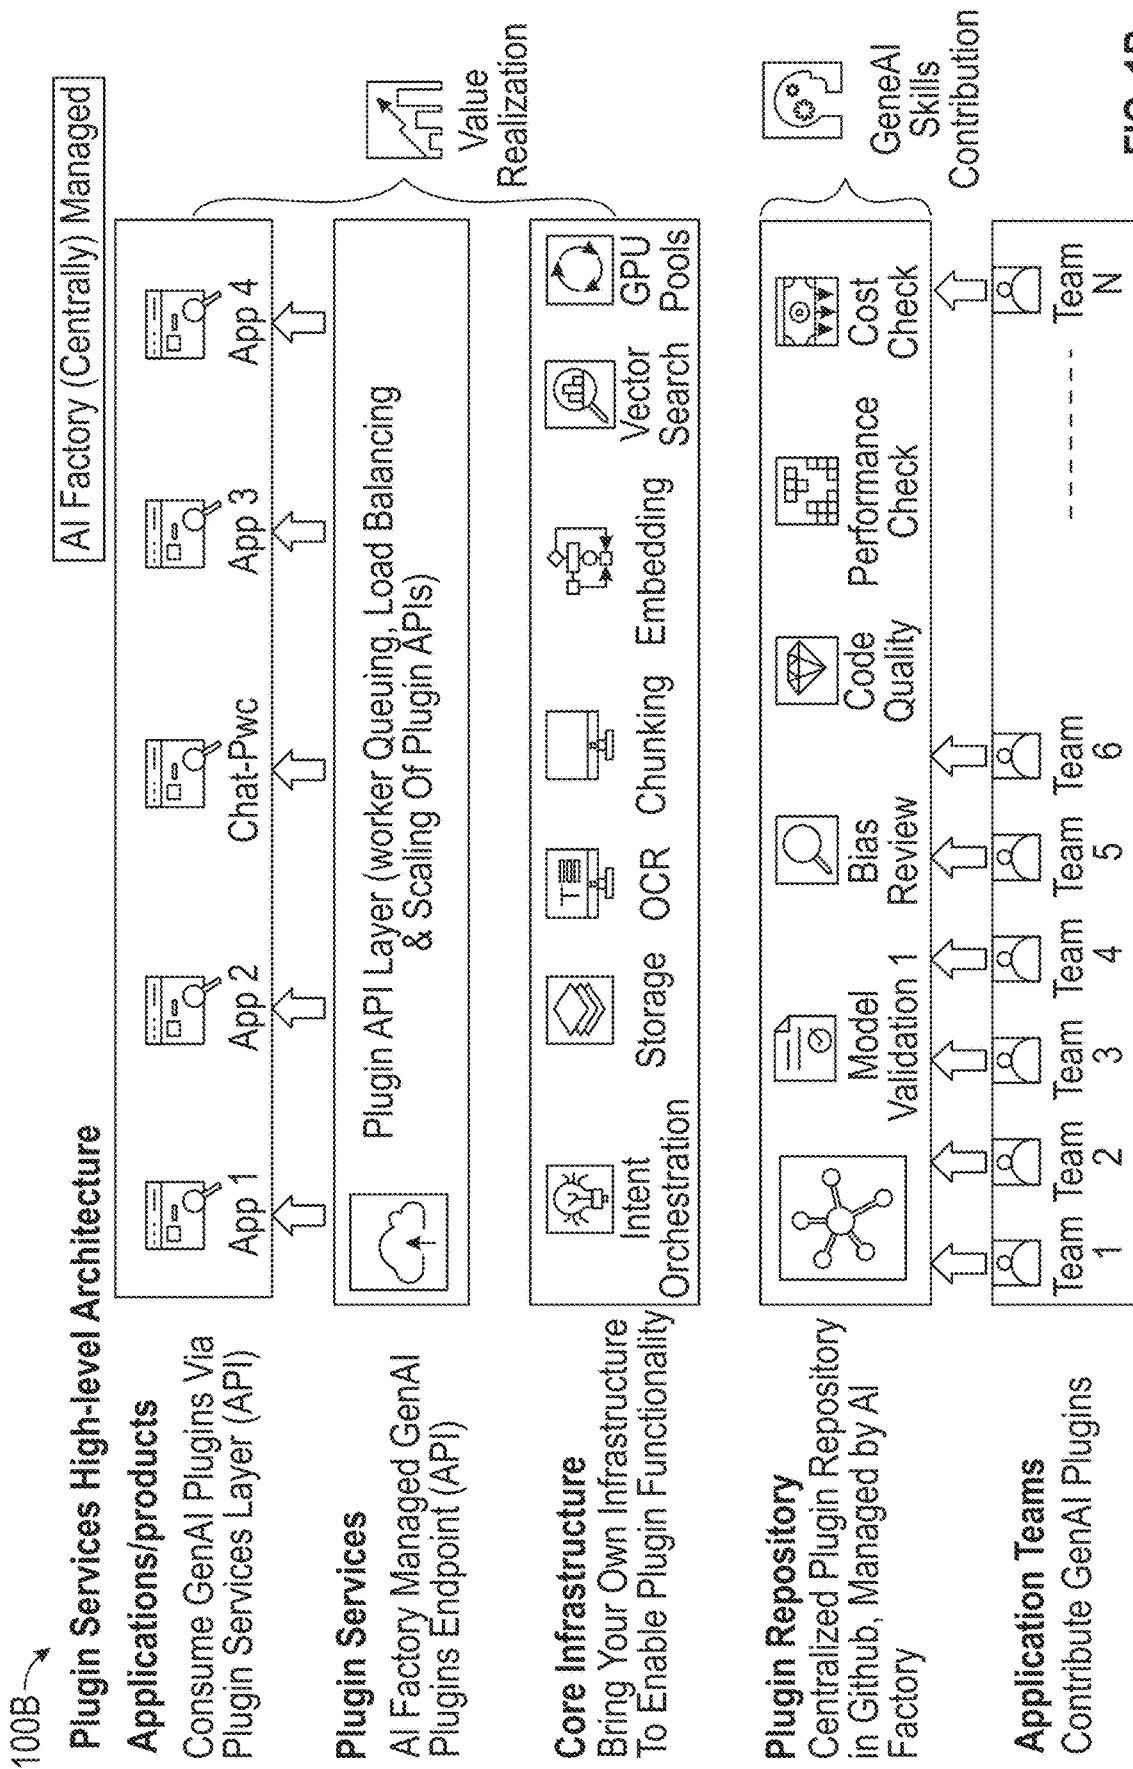 100B
Plugin Services High-level Architecture
AI Factory (Centrally) Managed
Applications/products
Consume GenAI Plugins Via
Plugin Services Layer (API)
App 1
App 2
Chat-Pwc
App 3
App 4
Plugin Services
AI Factory Managed GenAI
Plugins Endpoint (API)
Plugin API Layer (worker Queuing, Load Balancing
& Scaling Of Plugin APIs)
Value
Realization
Core Infrastructure
Bring Your Own Infrastructure
To Enable Plugin Functionality
Intent
Orchestration
Storage
OCR
Chunking
Embedding
Vector
Search
GPU
Pools
Plugin Repository
Centralized Plugin Repository
in Github, Managed by AI
Factory
Model
Validation 1
Bias
Review
Code
Quality
Performance
Check
Cost
Check
GeneAI
Skills
Contribution
Application Teams
Contribute GenAI Plugins
Team
1
Team
2
Team
3
Team
4
Team
5
Team
6
Team
N